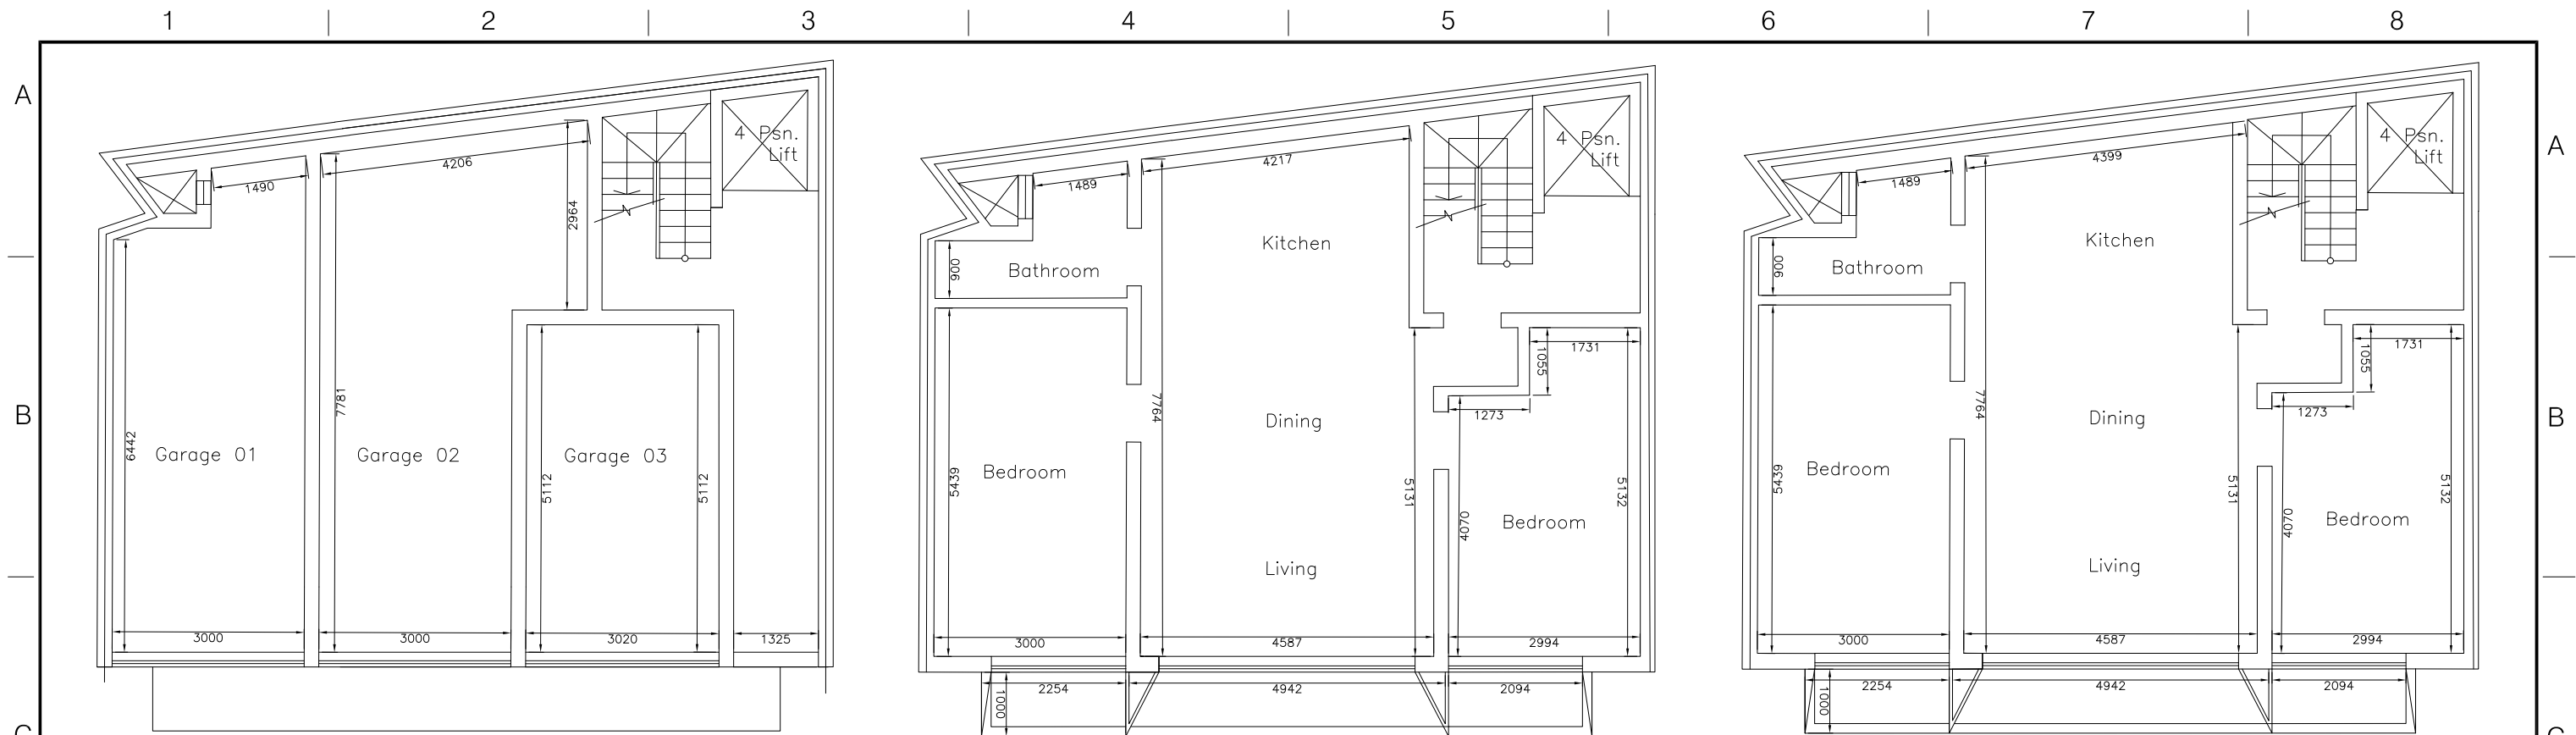 1 2 3 4 5 6 7 8
A A
B B
4 Psn.
Lift
1490
4206
2964
7781
6442
Garage 01
Garage 02
Garage 03
5112
5112
3000
3000
3020
1325
4 Psn.
Lift
1489
4217
Kitchen
900
Bathroom
1731
1055
7764
1273
Dining
Bedroom
5439
5131
5132
4070
Bedroom
Living
3000
4587
2994
2254
4942
2094
1000
4 Psn.
Lift
1489
4399
Kitchen
900
Bathroom
1731
1055
7764
1273
Dining
Bedroom
5439
5131
5132
4070
Bedroom
Living
3000
4587
2994
2254
4942
2094
1000